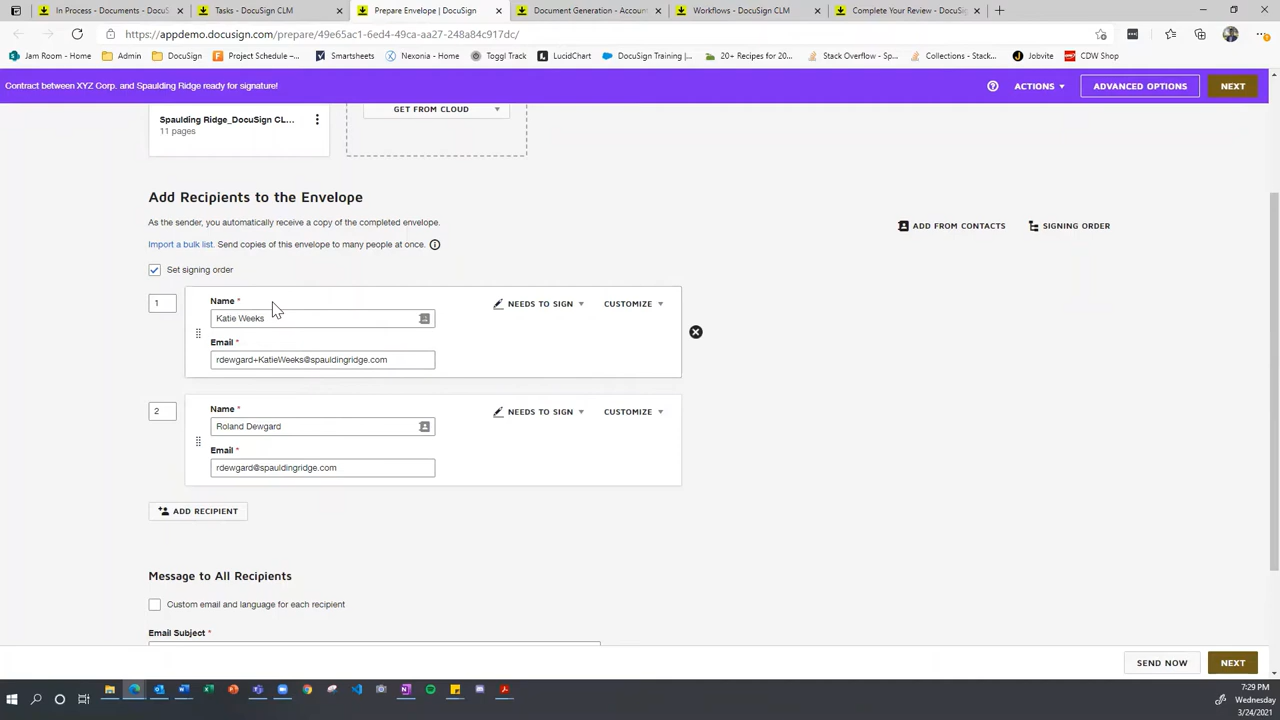 In Process - Documents - DocuS
Tasks - DocuSign CLM
Prepare Envelope | DocuSign
Document Generation - Accoun
Workflows - DocuSign CLM
Complete Your Review - DocuSig
https://appdemo.docusign.com/prepare/49e65ac1-6ed4-49ca-aa27-248a84c917dc/
Jam Room - Home
Admin
DocuSign
Project Schedule -...
Smartsheets
Nexonia - Home
Toggl Track
LucidChart
DocuSign Training |...
20+ Recipes for 20...
Stack Overflow - Sp...
Collections - Stack...
Jobvite
CDW Shop
Contract between XYZ Corp. and Spaulding Ridge ready for signature!
ACTIONS
ADVANCED OPTIONS
NEXT
Spaulding Ridge_DocuSign CL...
11 pages
GET FROM CLOUD
Add Recipients to the Envelope
As the sender, you automatically receive a copy of the completed envelope.
ADD FROM CONTACTS
SIGNING ORDER
Import a bulk list. Send copies of this envelope to many people at once.
Set signing order
1
Name *
NEEDS TO SIGN
CUSTOMIZE
Katie Weeks
Email *
rdewgard+KatieWeeks@spauldingridge.com
2
Name *
NEEDS TO SIGN
CUSTOMIZE
Roland Dewgard
Email *
rdewgard@spauldingridge.com
ADD RECIPIENT
Message to All Recipients
Custom email and language for each recipient
Email Subject *
SEND NOW
NEXT
7:29 PM
Wednesday
3/24/2021